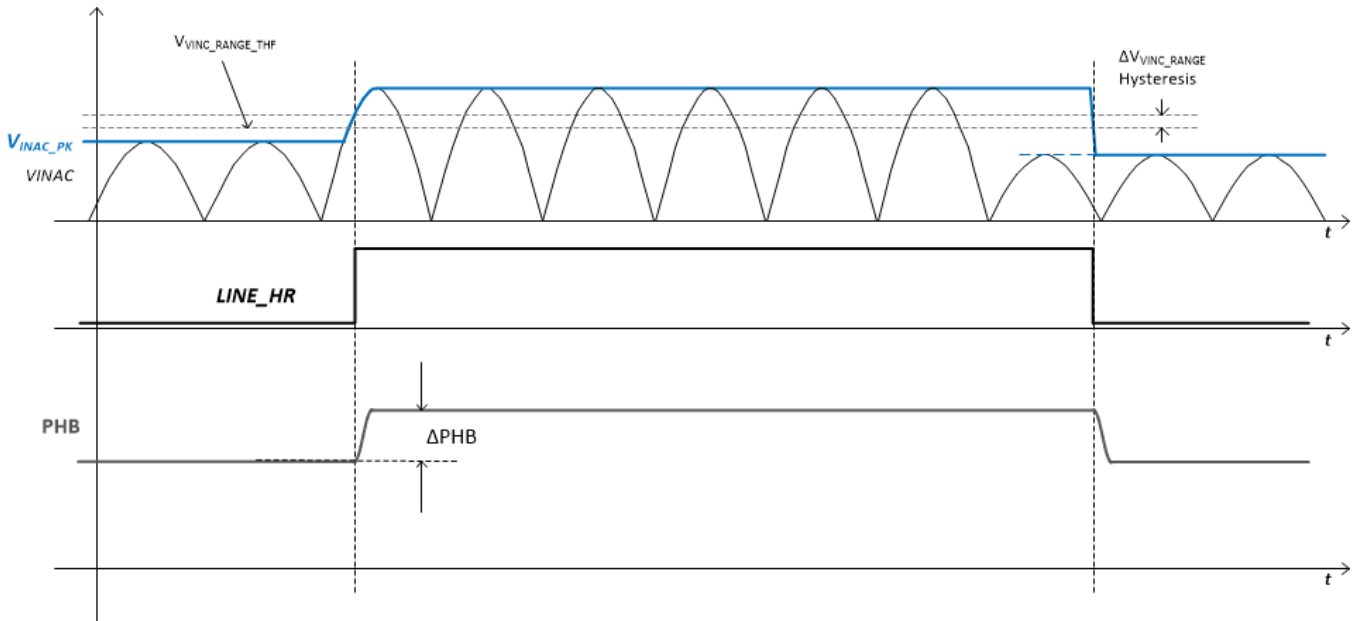 VVINC_RANGE_THF
ΔVVINC_RANGE
Hysteresis
VINAC_PK
VINAC
t
LINE_HR
t
PHB
ΔPHB
t